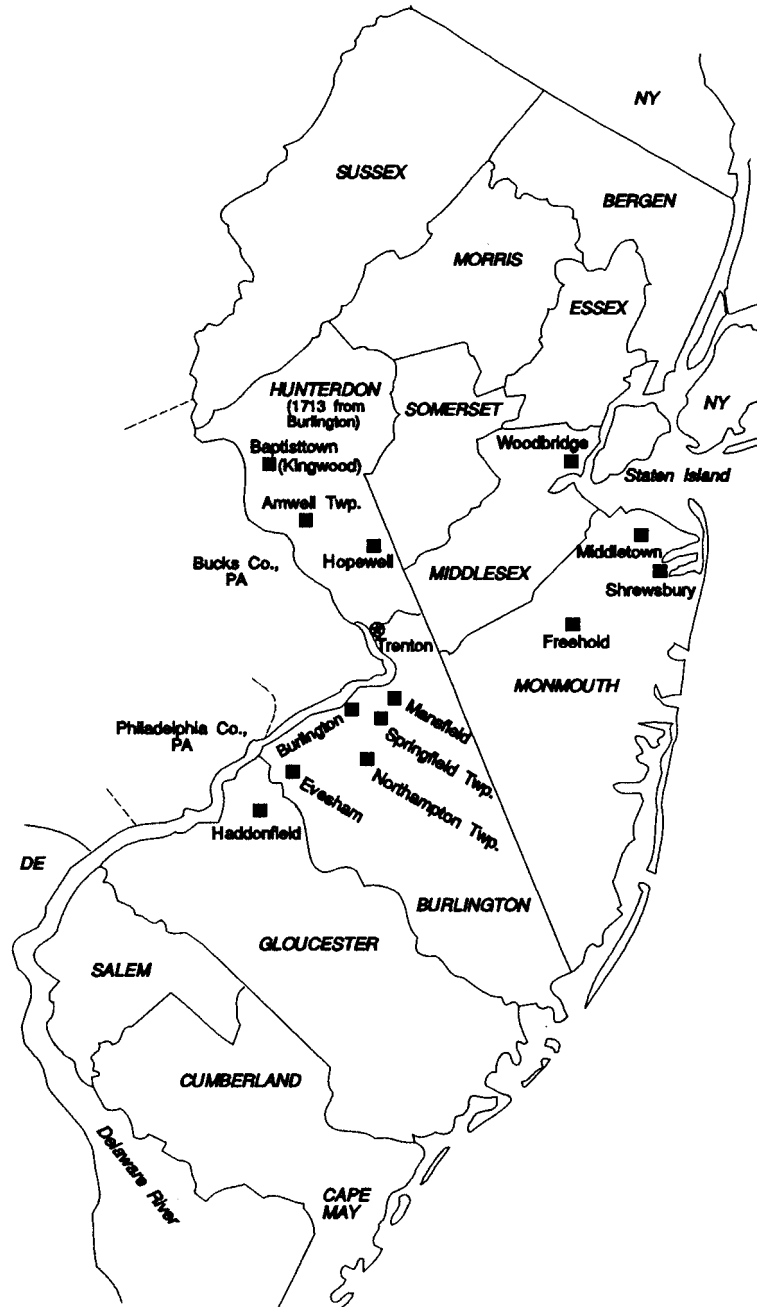 NY
SUSSEX
BERGEN
MORRIS
ESSEX
HUNTERDON
(1713 from
Burlington)
SOMERSET
NY
Baptisttown
(Kingwood)
Woodbridge
Staten Island
Amwell Twp.
Hopewell
Middletown
Bucks Co.,
PA
MIDDLESEX
Shrewsbury
Trenton
Freehold
MONMOUTH
Mansfield
Burlington
Springfield Twp.
Philadelphia Co.,
PA
Northampton Twp.
Evesham
Haddonfield
DE
BURLINGTON
GLOUCESTER
SALEM
CUMBERLAND
Delaware River
CAPE
MAY